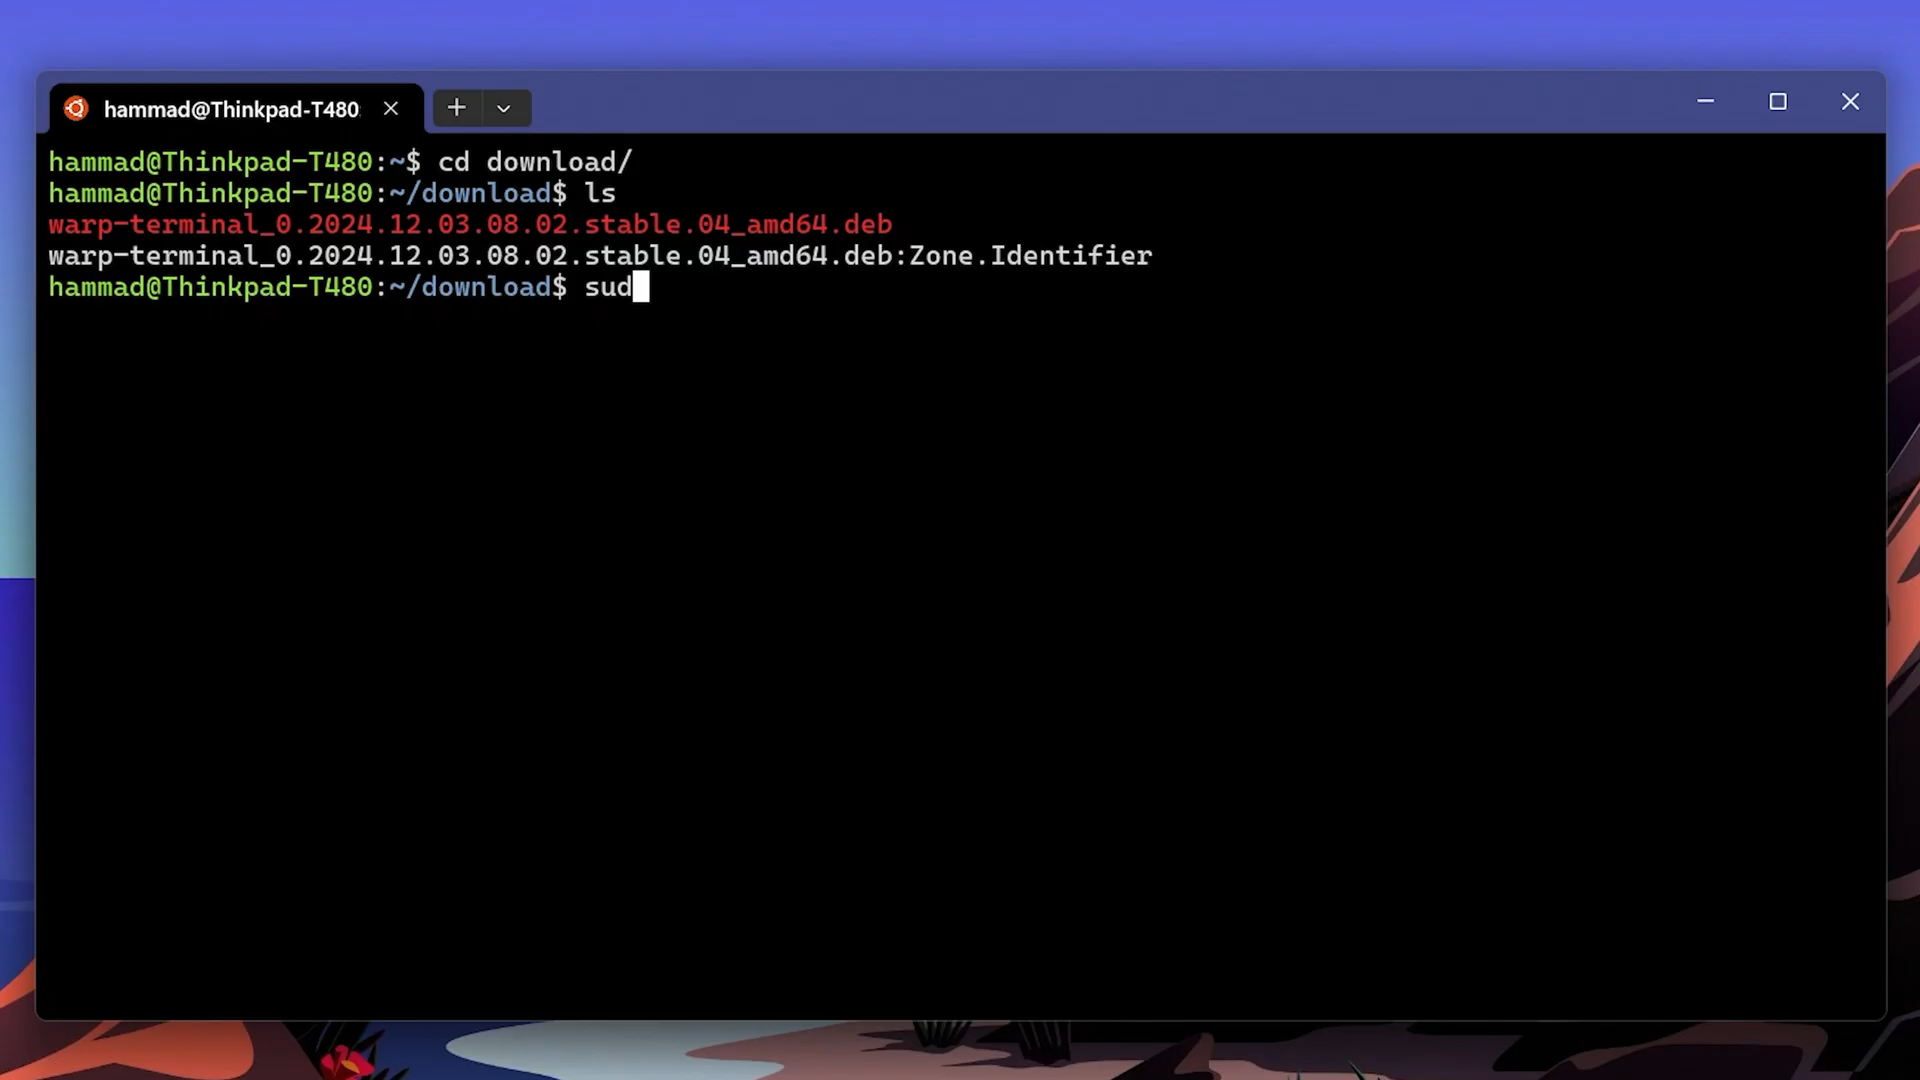 hammad@Thinkpad-T480:
hammad@Thinkpad-T480:~$ cd download/
hammad@Thinkpad-T480:~/download$ ls
warp-terminal_0.2024.12.03.08.02.stable.04_amd64.deb
warp-terminal_0.2024.12.03.08.02.stable.04_amd64.deb:Zone.Identifier
hammad@Thinkpad-T480:~/download$ sud